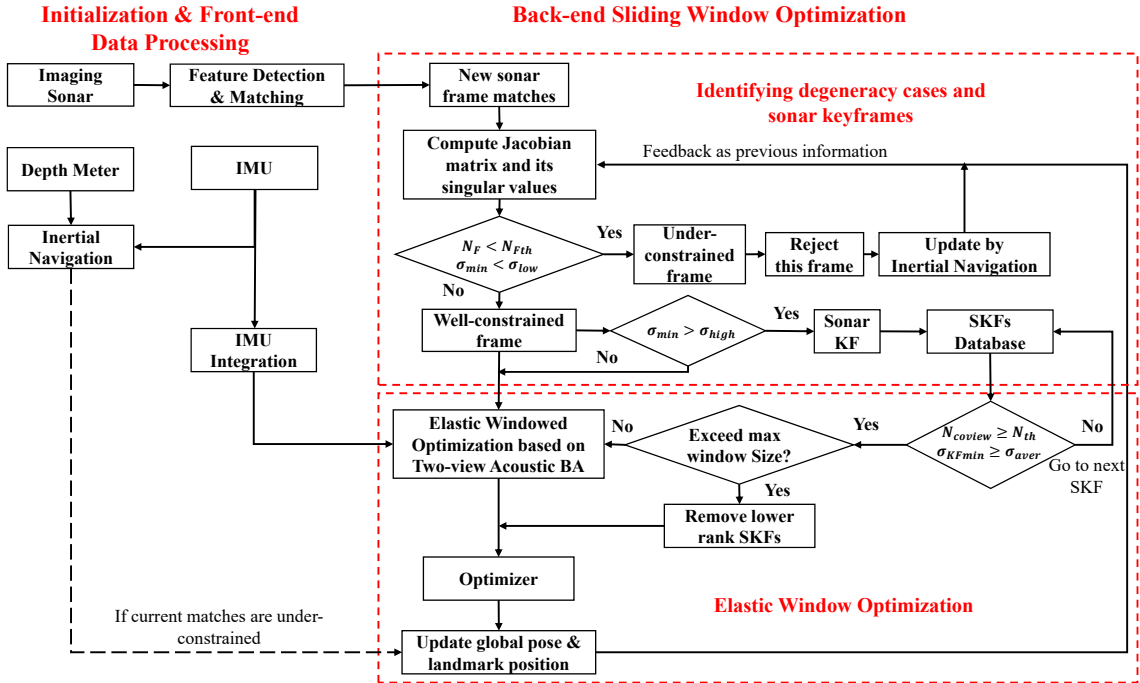 Initialization & Front-end
Data Processing
Back-end Sliding Window Optimization
Imaging
Sonar
Feature Detection
& Matching
New sonar
frame matches
Identifying degeneracy cases and
sonar keyframes
Depth Meter
IMU
Compute Jacobian
matrix and its
singular values
Feedback as previous information
Inertial
Navigation
N_F < N_Fth
σ_min < σ_low
Yes
Under-
constrained
frame
Reject
this frame
Update by
Inertial Navigation
No
Well-constrained
frame
σ_min > σ_high
Yes
Sonar
KF
SKFs
Database
No
IMU
Integration
Elastic Windowed
Optimization based on
Two-view Acoustic BA
No
Exceed max
window Size?
Yes
N_coview ≥ N_th
σ_KFmin ≥ σ_aver
No
Go to next
SKF
Yes
Remove lower
rank SKFs
Optimizer
Elastic Window Optimization
If current matches are under-
constrained
Update global pose &
landmark position